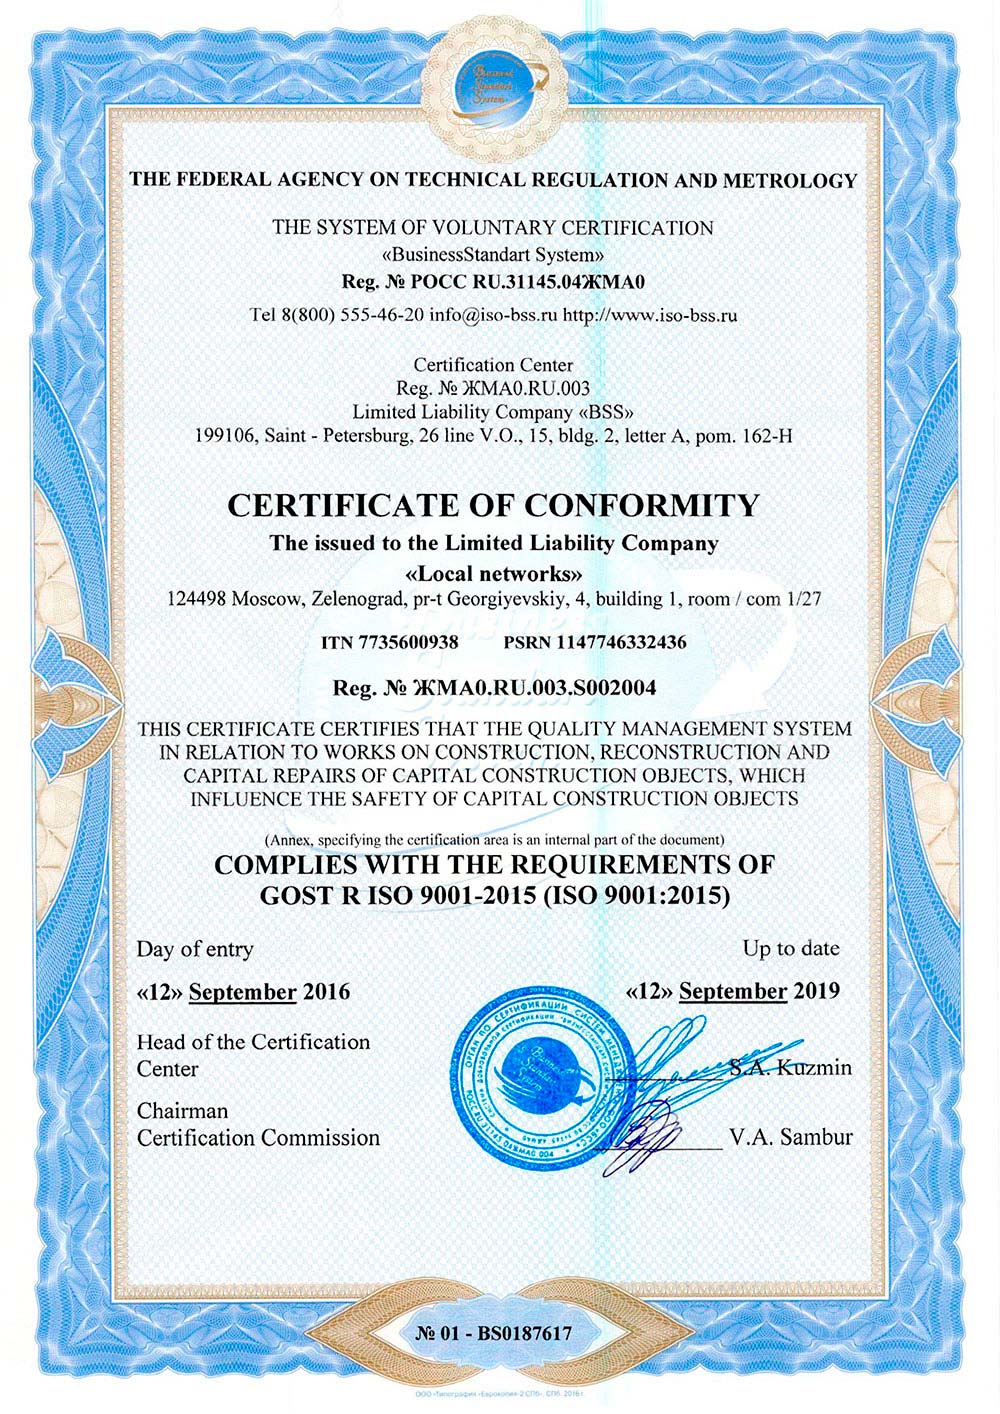 Business
Standart
System
THE FEDERAL AGENCY ON TECHNICAL REGULATION AND METROLOGY
THE SYSTEM OF VOLUNTARY CERTIFICATION
«BusinessStandart System»
Reg. № РОСС RU.31145.04ЖМА0
Tel 8(800) 555-46-20 info@iso-bss.ru http://www.iso-bss.ru
Certification Center
Reg. № ЖМА0.RU.003
Limited Liability Company «BSS»
199106, Saint - Petersburg, 26 line V.O., 15, bldg. 2, letter A, pom. 162-H
CERTIFICATE OF CONFORMITY
The issued to the Limited Liability Company
«Local networks»
124498 Moscow, Zelenograd, pr-t Georgiyevskiy, 4, building 1, room / com 1/27
ITN 7735600938 PSRN 1147746332436
Reg. № ЖМА0.RU.003.S002004
THIS CERTIFICATE CERTIFIES THAT THE QUALITY MANAGEMENT SYSTEM
IN RELATION TO WORKS ON CONSTRUCTION, RECONSTRUCTION AND
CAPITAL REPAIRS OF CAPITAL CONSTRUCTION OBJECTS, WHICH
INFLUENCE THE SAFETY OF CAPITAL CONSTRUCTION OBJECTS
(Annex, specifying the certification area is an internal part of the document)
COMPLIES WITH THE REQUIREMENTS OF
GOST R ISO 9001-2015 (ISO 9001:2015)
Day of entry Up to date
«12» September 2016 «12» September 2019
Head of the Certification
Center S.A. Kuzmin
Chairman
Certification Commission V.A. Sambur
ОРГАН ПО СЕРТИФИКАЦИИ СИСТЕМ
Business
Standart
System
№ 01 - BS0187617
ООО «Типография «Еврокопия-2 СПб», СПб, 2016 г.